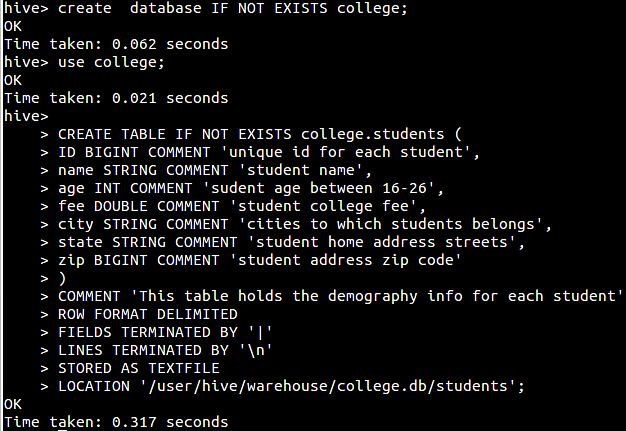 hive> create  database IF NOT EXISTS college;
OK
Time taken: 0.062 seconds
hive> use college;
OK
Time taken: 0.021 seconds
hive>
    > CREATE TABLE IF NOT EXISTS college.students (
    > ID BIGINT COMMENT 'unique id for each student',
    > name STRING COMMENT 'student name',
    > age INT COMMENT 'sudent age between 16-26',
    > fee DOUBLE COMMENT 'student college fee',
    > city STRING COMMENT 'cities to which students belongs',
    > state STRING COMMENT 'student home address streets',
    > zip BIGINT COMMENT 'student address zip code'
    > )
    > COMMENT 'This table holds the demography info for each student'
    > ROW FORMAT DELIMITED
    > FIELDS TERMINATED BY '|'
    > LINES TERMINATED BY '\n'
    > STORED AS TEXTFILE
    > LOCATION '/user/hive/warehouse/college.db/students';
OK
Time taken: 0.317 seconds